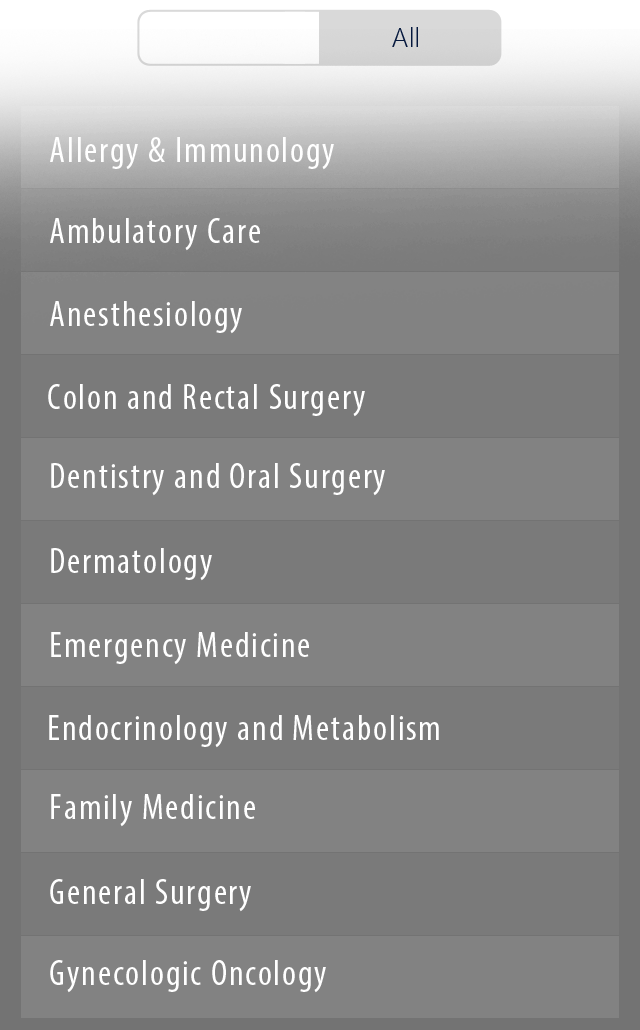 All
Allergy & Immunology
Ambulatory Care
Anesthesiology
Colon and Rectal Surgery
Dentistry and Oral Surgery
Dermatology
Emergency Medicine
Endocrinology and Metabolism
Family Medicine
General Surgery
Gynecologic Oncology